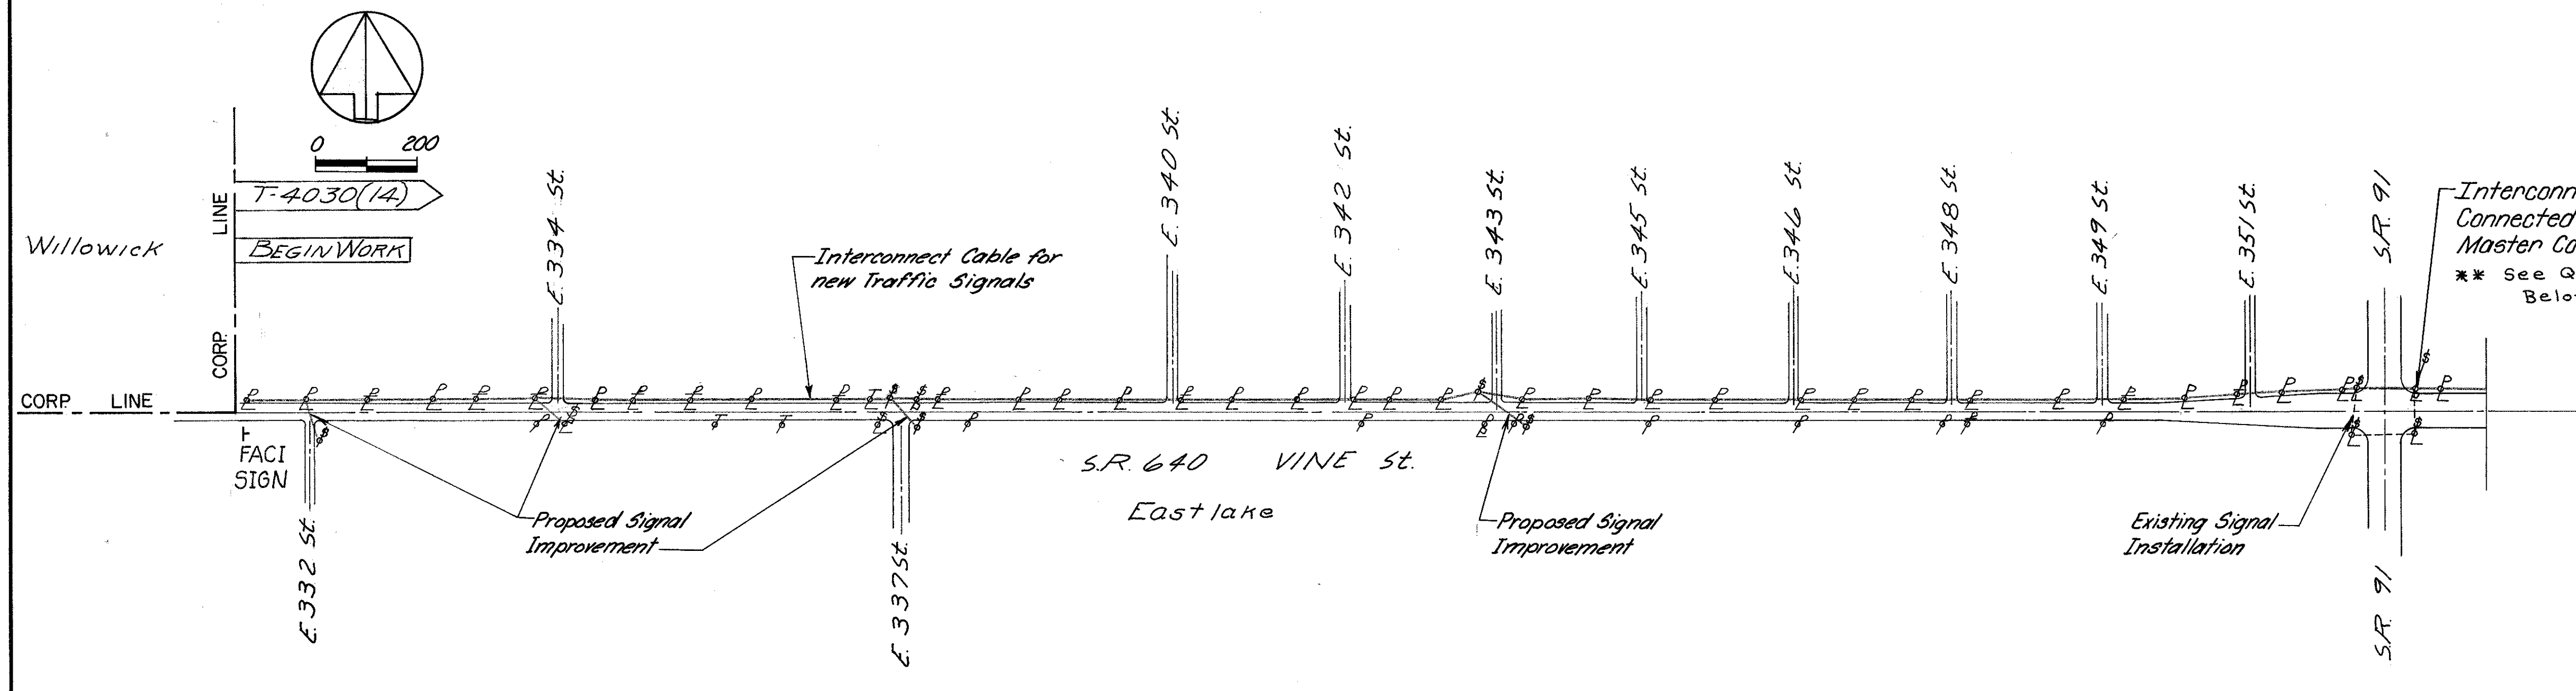 0 200
T-4030(14)
BEGIN WORK
Willowick
CORP. LINE
CORP LINE
FACI
SIGN
E. 332 St.
E. 334 St.
Interconnect Cable for
new Traffic Signals
Proposed Signal
Improvement
E. 337 St.
E. 340 St.
E. 342 St.
E. 343 St.
E. 345 St.
E. 346 St.
E. 348 St.
E. 349 St.
E. 351 St.
S.R. 91
S.R. 640 VINE St.
Eastlake
Proposed Signal
Improvement
Existing Signal
Installation
S.R. 91
Interconn
Connected
Master Co
** See Q
Belo